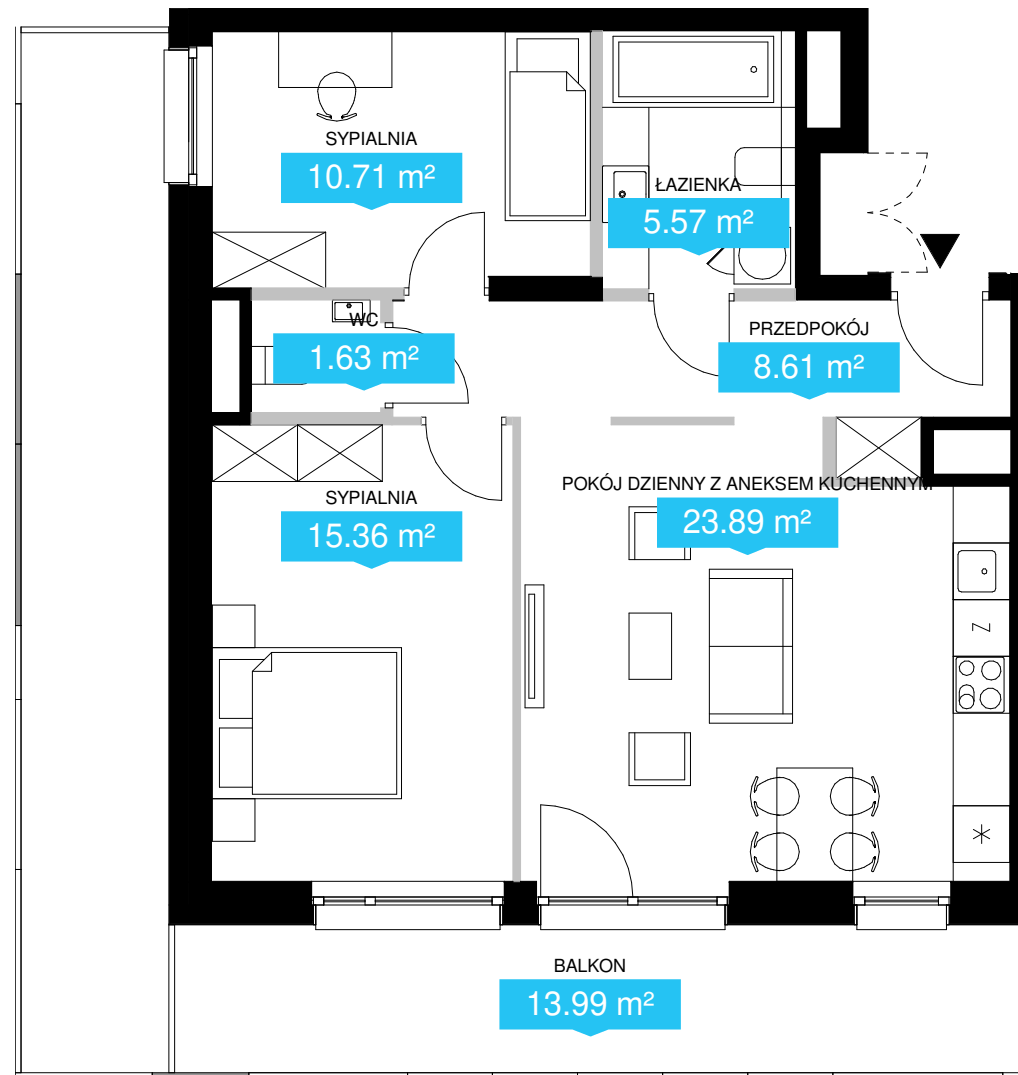 SYPIALNIA
10.71 m²
ŁAZIENKA
5.57 m²
WC
1.63 m²
PRZEDPOKÓJ
8.61 m²
SYPIALNIA
15.36 m²
POKÓJ DZIENNY Z ANEKSEM KUCHENNYM
23.89 m²
BALKON
13.99 m²